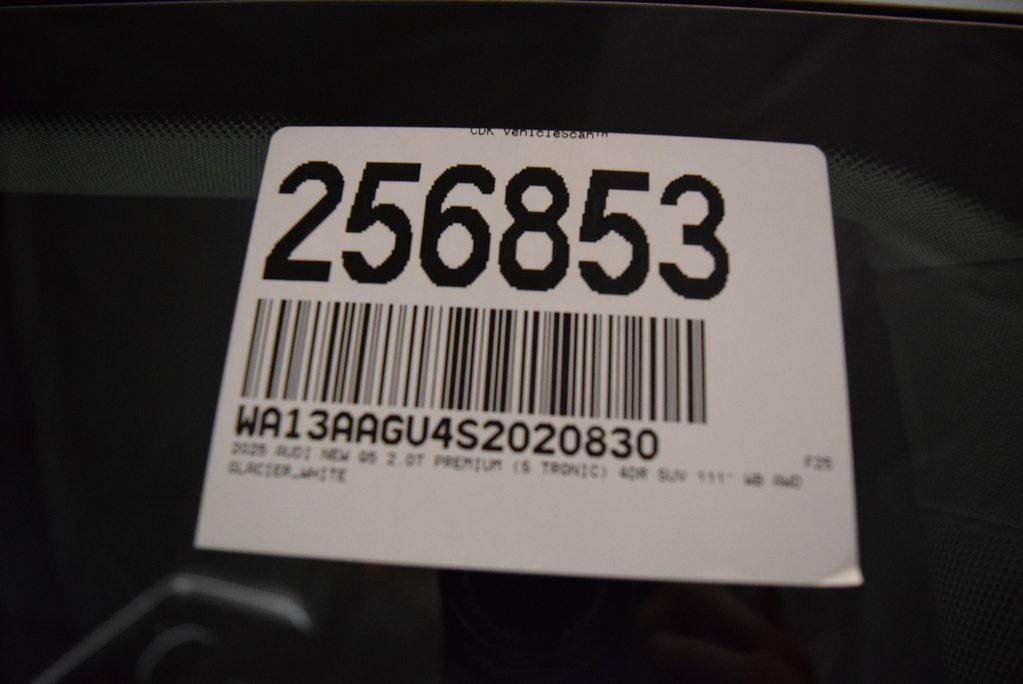 CDK VehicleScan™
256853
WA13AAGU4S2020830
2025 AUDI NEW Q5 2.0T PREMIUM (S TRONIC) 4DR SUV 111" WB AWD F25
GLACIER_WHITE